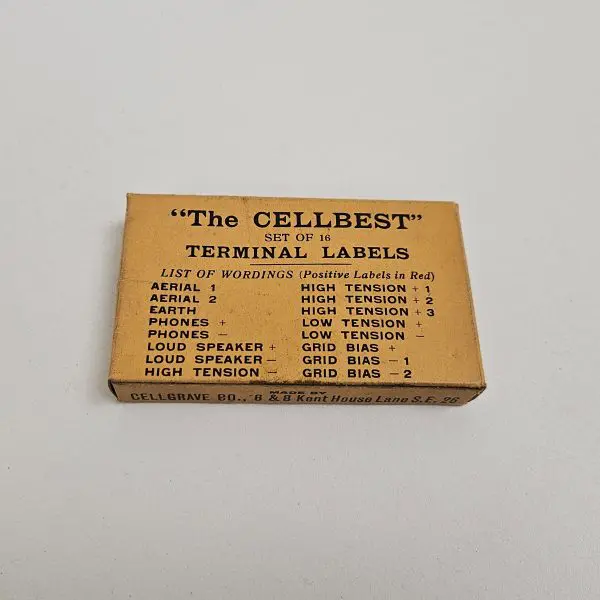 "The CELLBEST"
SET OF 16
TERMINAL LABELS
LIST OF WORDINGS (Positive Labels in Red)
AERIAL 1
AERIAL 2
EARTH
PHONES +
PHONES −
LOUD SPEAKER +
LOUD SPEAKER −
HIGH TENSION −
HIGH TENSION + 1
HIGH TENSION + 2
HIGH TENSION + 3
LOW TENSION +
LOW TENSION −
GRID BIAS +
GRID BIAS − 1
GRID BIAS − 2
MADE BY
CELLGRAVE CO., 6 & 8 Kent House Lane S.E. 26